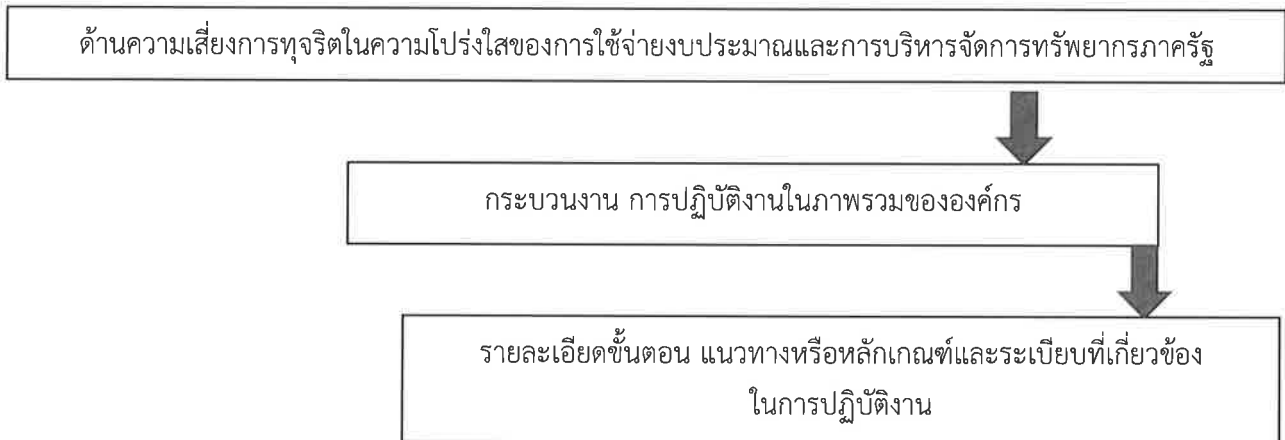 ด้านความเสี่ยงการทุจริตในความโปร่งใสของการใช้จ่ายงบประมาณและการบริหารจัดการทรัพยากรภาครัฐ
กระบวนงาน การปฏิบัติงานในภาพรวมขององค์กร
รายละเอียดขั้นตอน แนวทางหรือหลักเกณฑ์และระเบียบที่เกี่ยวข้อง
ในการปฏิบัติงาน